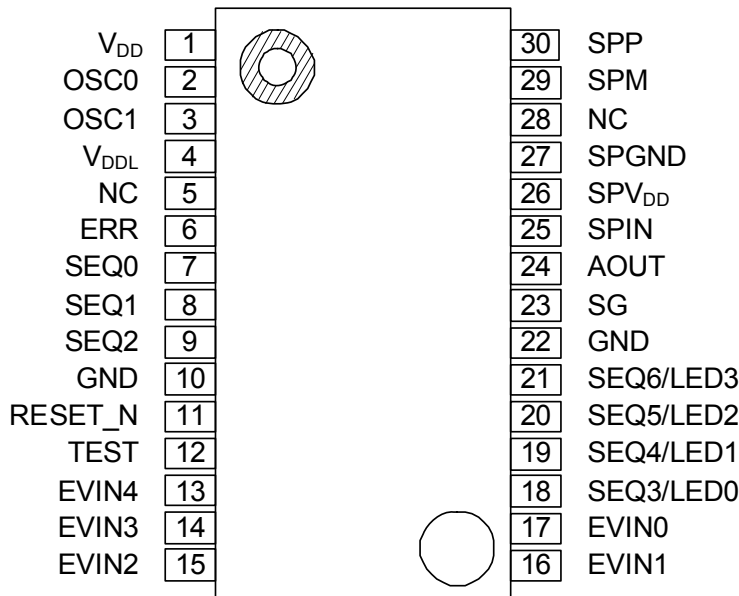 VDD 1 30 SPP
OSC0 2 29 SPM
OSC1 3 28 NC
VDDL 4 27 SPGND
NC 5 26 SPVDD
ERR 6 25 SPIN
SEQ0 7 24 AOUT
SEQ1 8 23 SG
SEQ2 9 22 GND
GND 10 21 SEQ6/LED3
RESET_N 11 20 SEQ5/LED2
TEST 12 19 SEQ4/LED1
EVIN4 13 18 SEQ3/LED0
EVIN3 14 17 EVIN0
EVIN2 15 16 EVIN1